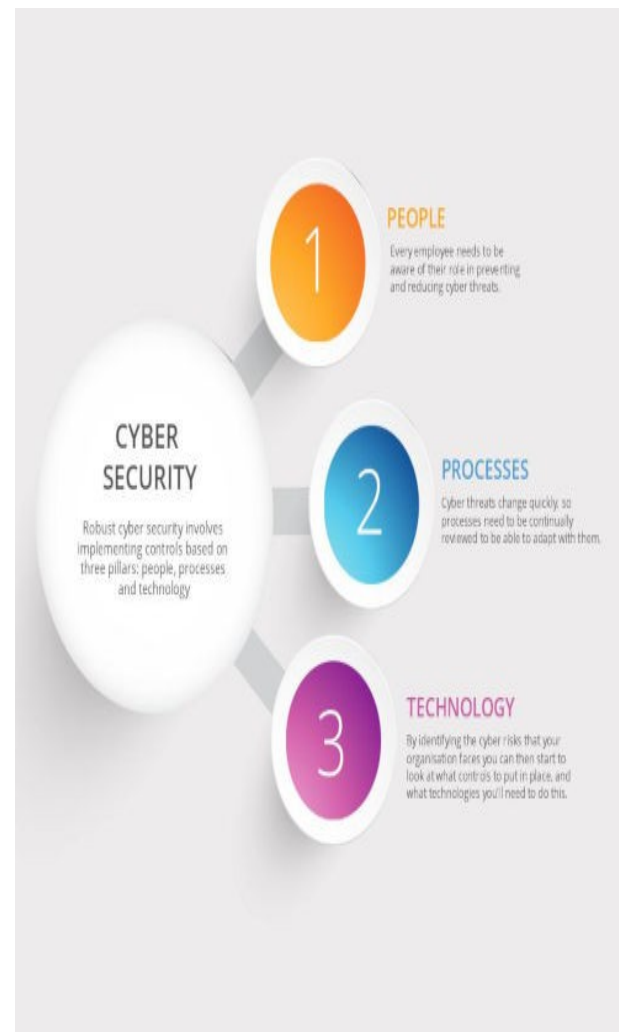 1
PEOPLE
Every employee needs to be
aware of their role in preventing
and reducing cyber threats.
CYBER
SECURITY
Robust cyber security involves
implementing controls based on
three pillars: people, processes
and technology
2
PROCESSES
Cyber threats change quickly, so
processes need to be continually
reviewed to be able to adapt with them.
3
TECHNOLOGY
By identifying the cyber risks that your
organisation faces you can then start to
look at what controls to put in place, and
what technologies you'll need to do this.